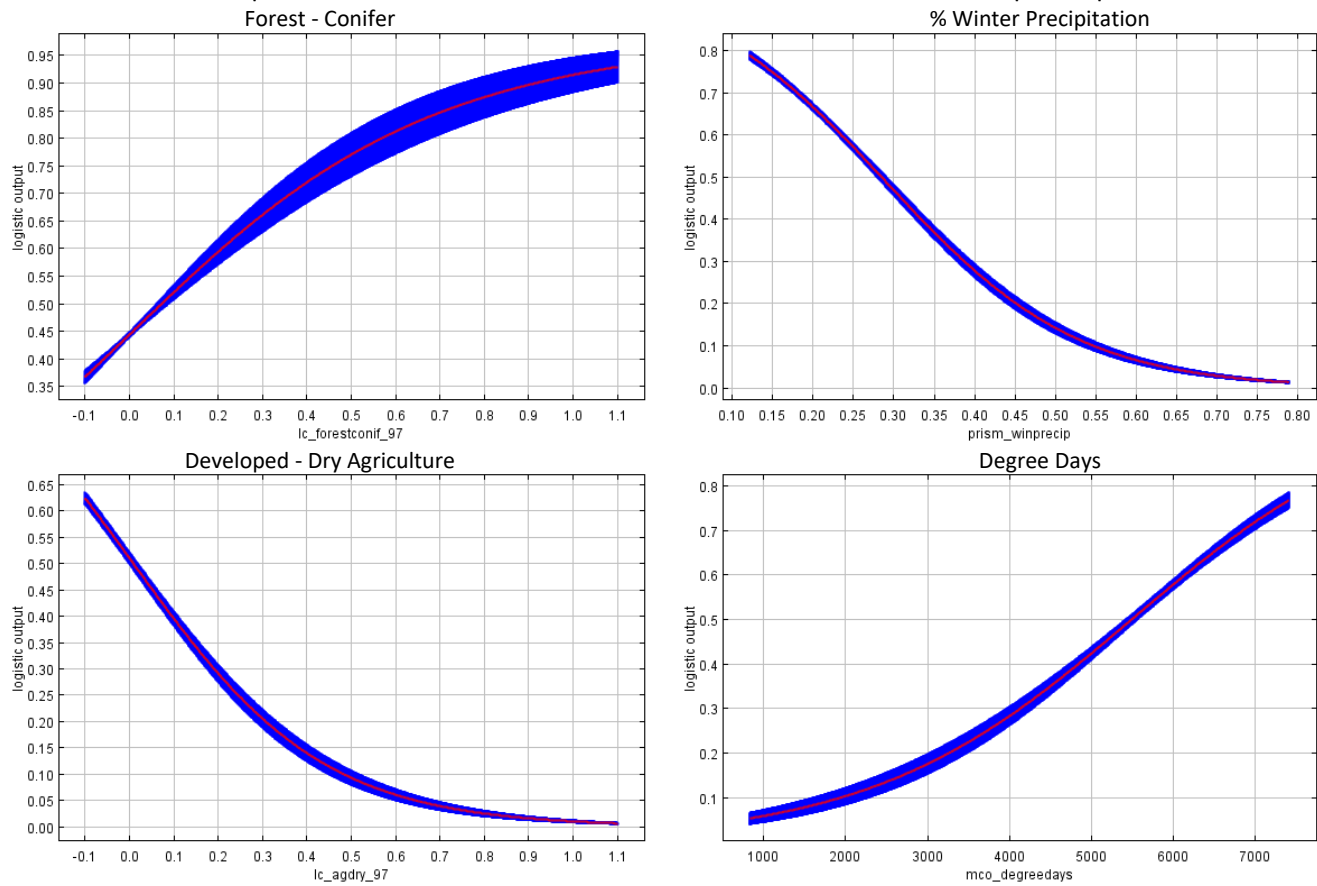 Forest - Conifer
0.95
0.90
0.85
0.80
0.75
0.70
0.65
0.60
0.55
0.50
0.45
0.40
0.35
logistic output
-0.1 0.0 0.1 0.2 0.3 0.4 0.5 0.6 0.7 0.8 0.9 1.0 1.1
lc_forestconif_97
% Winter Precipitation
0.8
0.7
0.6
0.5
0.4
0.3
0.2
0.1
0.0
logistic output
0.10 0.15 0.20 0.25 0.30 0.35 0.40 0.45 0.50 0.55 0.60 0.65 0.70 0.75 0.80
prism_winprecip
Developed - Dry Agriculture
0.65
0.60
0.55
0.50
0.45
0.40
0.35
0.30
0.25
0.20
0.15
0.10
0.05
0.00
logistic output
-0.1 0.0 0.1 0.2 0.3 0.4 0.5 0.6 0.7 0.8 0.9 1.0 1.1
lc_agdry_97
Degree Days
0.8
0.7
0.6
0.5
0.4
0.3
0.2
0.1
logistic output
1000 2000 3000 4000 5000 6000 7000
mco_degreedays